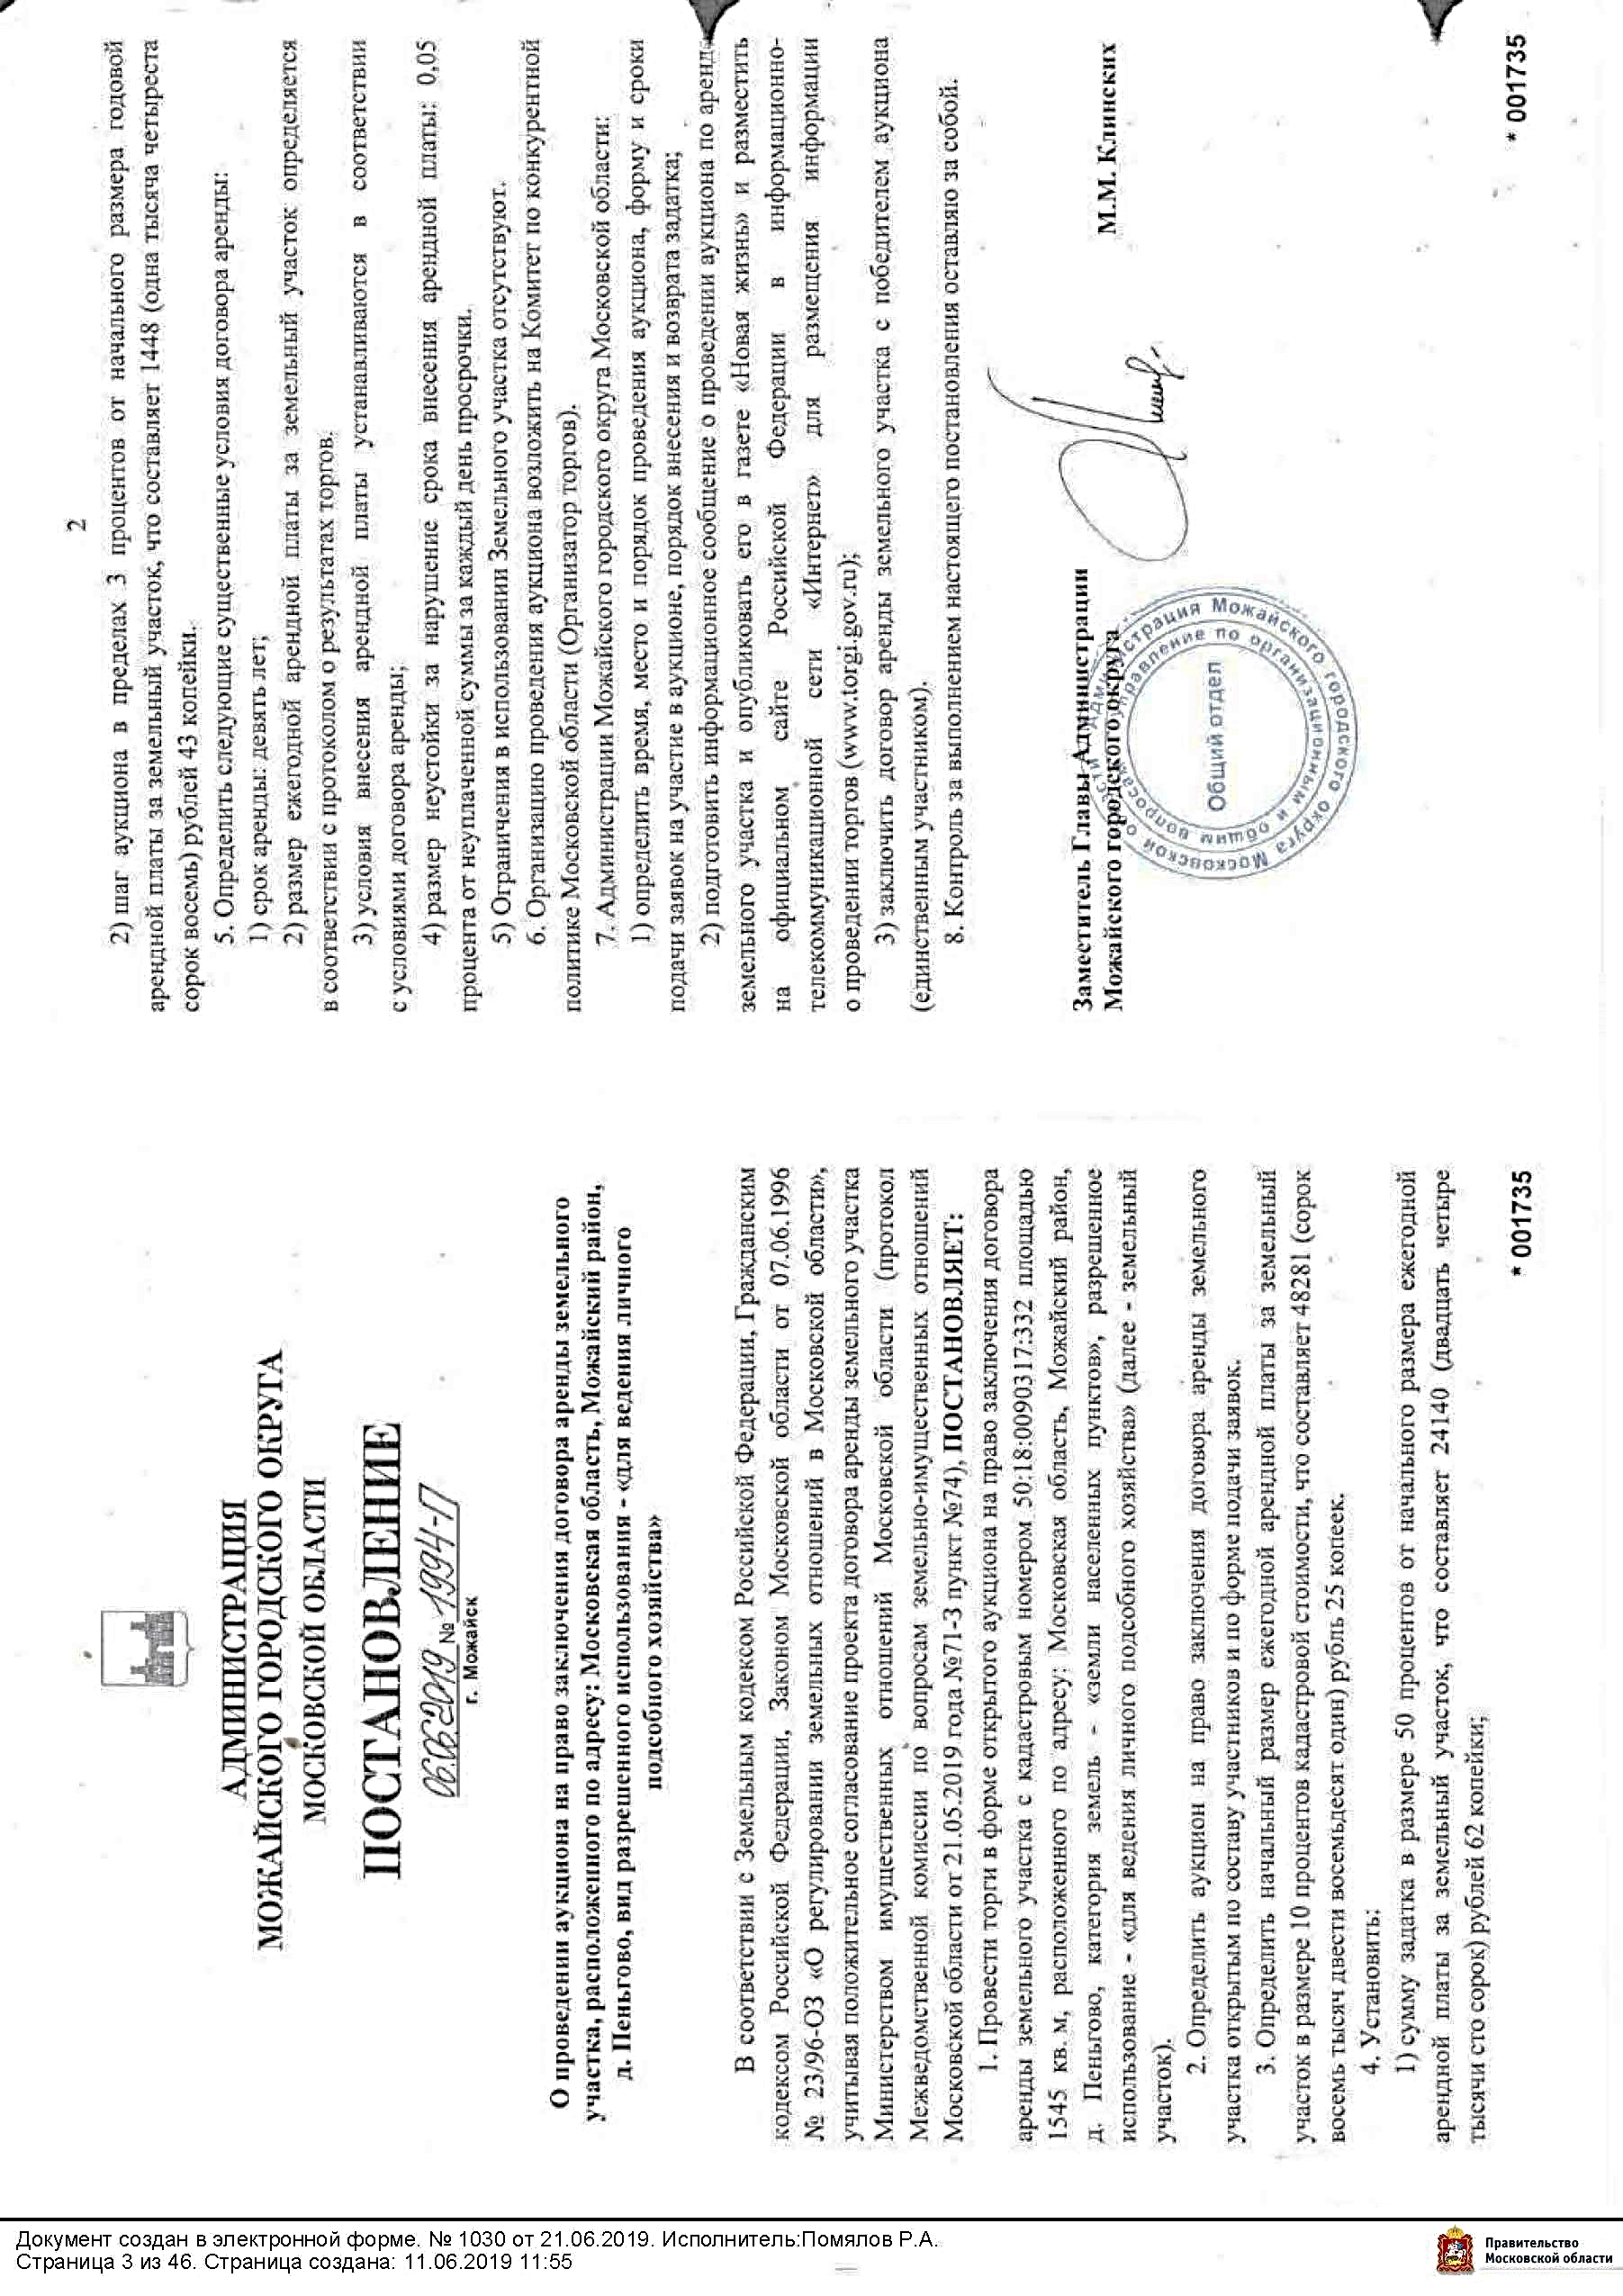 АДМИНИСТРАЦИЯ
МОЖАЙСКОГО ГОРОДСКОГО ОКРУГА
МОСКОВСКОЙ ОБЛАСТИ
ПОСТАНОВЛЕНИЕ
06.06.2019 № 1994-П
г. Можайск
О проведении аукциона на право заключения договора аренды земельного
участка, расположенного по адресу: Московская область, Можайский район,
д. Пеньгово, вид разрешенного использования - «для ведения личного
подсобного хозяйства»
В соответствии с Земельным кодексом Российской Федерации, Гражданским
кодексом Российской Федерации, Законом Московской области от 07.06.1996
№ 23/96-ОЗ «О регулировании земельных отношений в Московской области»,
учитывая положительное согласование проекта договора аренды земельного участка
Министерством имущественных отношений Московской области (протокол
Межведомственной комиссии по вопросам земельно-имущественных отношений
Московской области от 21.05.2019 года №71-З пункт №74), ПОСТАНОВЛЯЕТ:
1. Провести торги в форме открытого аукциона на право заключения договора
аренды земельного участка с кадастровым номером 50:18:0090317:332 площадью
1545 кв. м, расположенного по адресу: Московская область, Можайский район,
д. Пеньгово, категория земель - «земли населенных пунктов», разрешенное
использование - «для ведения личного подсобного хозяйства» (далее - земельный
участок).
2. Определить аукцион на право заключения договора аренды земельного
участка открытым по составу участников и по форме подачи заявок.
3. Определить начальный размер ежегодной арендной платы за земельный
участок в размере 10 процентов кадастровой стоимости, что составляет 48281 (сорок
восемь тысяч двести восемьдесят один) рубль 25 копеек.
4. Установить:
1) сумму задатка в размере 50 процентов от начального размера ежегодной
арендной платы за земельный участок, что составляет 24140 (двадцать четыре
тысячи сто сорок) рублей 62 копейки;
* 001735
2
2) шаг аукциона в пределах 3 процентов от начального размера годовой
арендной платы за земельный участок, что составляет 1448 (одна тысяча четыреста
сорок восемь) рублей 43 копейки.
5. Определить следующие существенные условия договора аренды:
1) срок аренды: девять лет;
2) размер ежегодной арендной платы за земельный участок определяется
в соответствии с протоколом о результатах торгов.
3) условия внесения арендной платы устанавливаются в соответствии
с условиями договора аренды;
4) размер неустойки за нарушение срока внесения арендной платы: 0,05
процента от неуплаченной суммы за каждый день просрочки.
5) Ограничения в использовании Земельного участка отсутствуют.
6. Организацию проведения аукциона возложить на Комитет по конкурентной
политике Московской области (Организатор торгов).
7. Администрации Можайского городского округа Московской области:
1) определить время, место и порядок проведения аукциона, форму и сроки
подачи заявок на участие в аукционе, порядок внесения и возврата задатка;
2) подготовить информационное сообщение о проведении аукциона по аренде
земельного участка и опубликовать его в газете «Новая жизнь» и разместить
на официальном сайте Российской Федерации в информационно-
телекоммуникационной сети «Интернет» для размещения информации
о проведении торгов (www.torgi.gov.ru);
3) заключить договор аренды земельного участка с победителем аукциона
(единственным участником).
8. Контроль за выполнением настоящего постановления оставляю за собой.
Заместитель Главы Администрации
Можайского городского округа
М.М. Клинских
Администрация Можайского городского округа Московской области
Управление по организационным и общим вопросам
Общий отдел
* 001735
Документ создан в электронной форме. № 1030 от 21.06.2019. Исполнитель:Помялов Р.А.
Страница 3 из 46. Страница создана: 11.06.2019 11:55
Правительство
Московской области